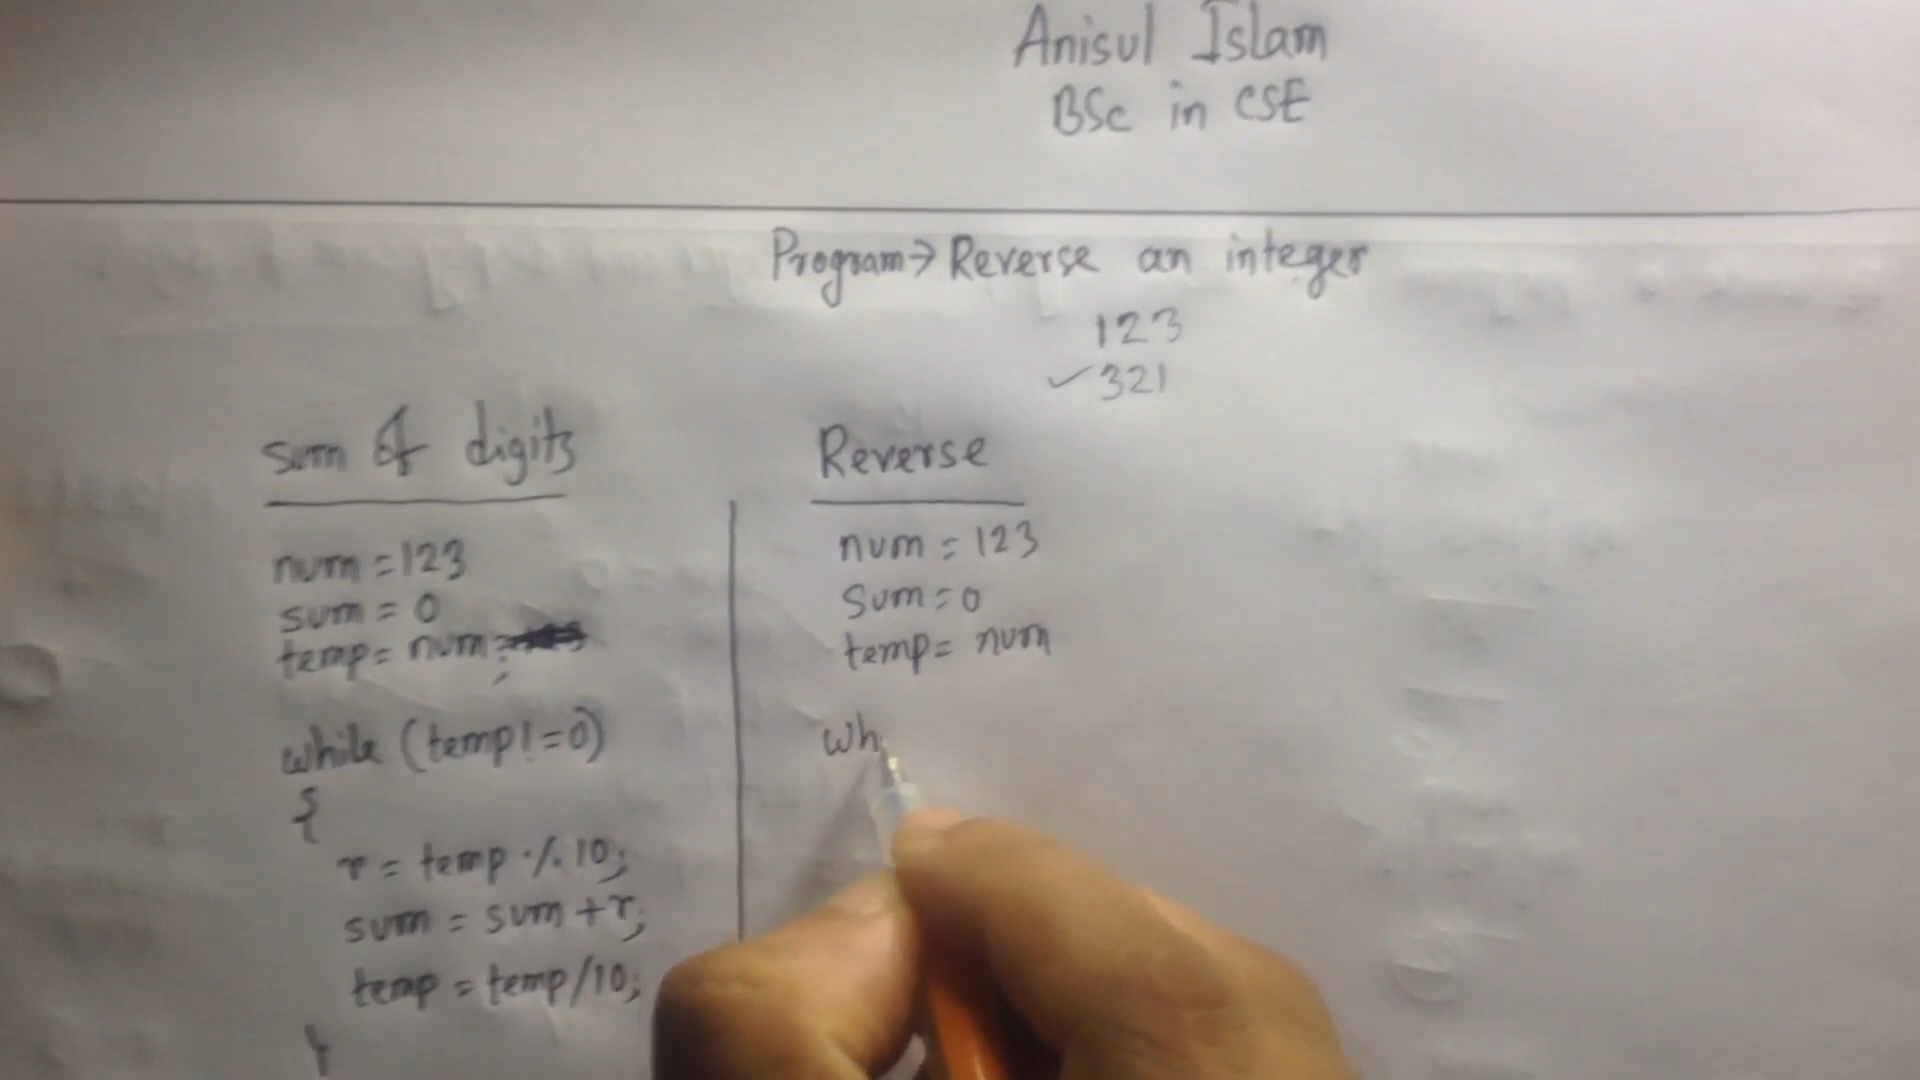 Anisul Islam
BSc in CSE
Program→Reverse an integer
123
✓321
sum of digits
num=123
sum = 0
temp= num;
while (temp!=0)
{
r = temp % 10;
sum = sum +r;
temp = temp/10;
}
Reverse
num = 123
sum=0
temp= num
wh